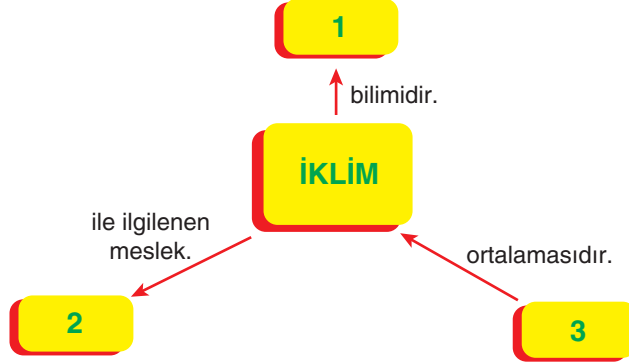 1
bilimidir.
İKLİM
ile ilgilenen
meslek.
ortalamasıdır.
2
3